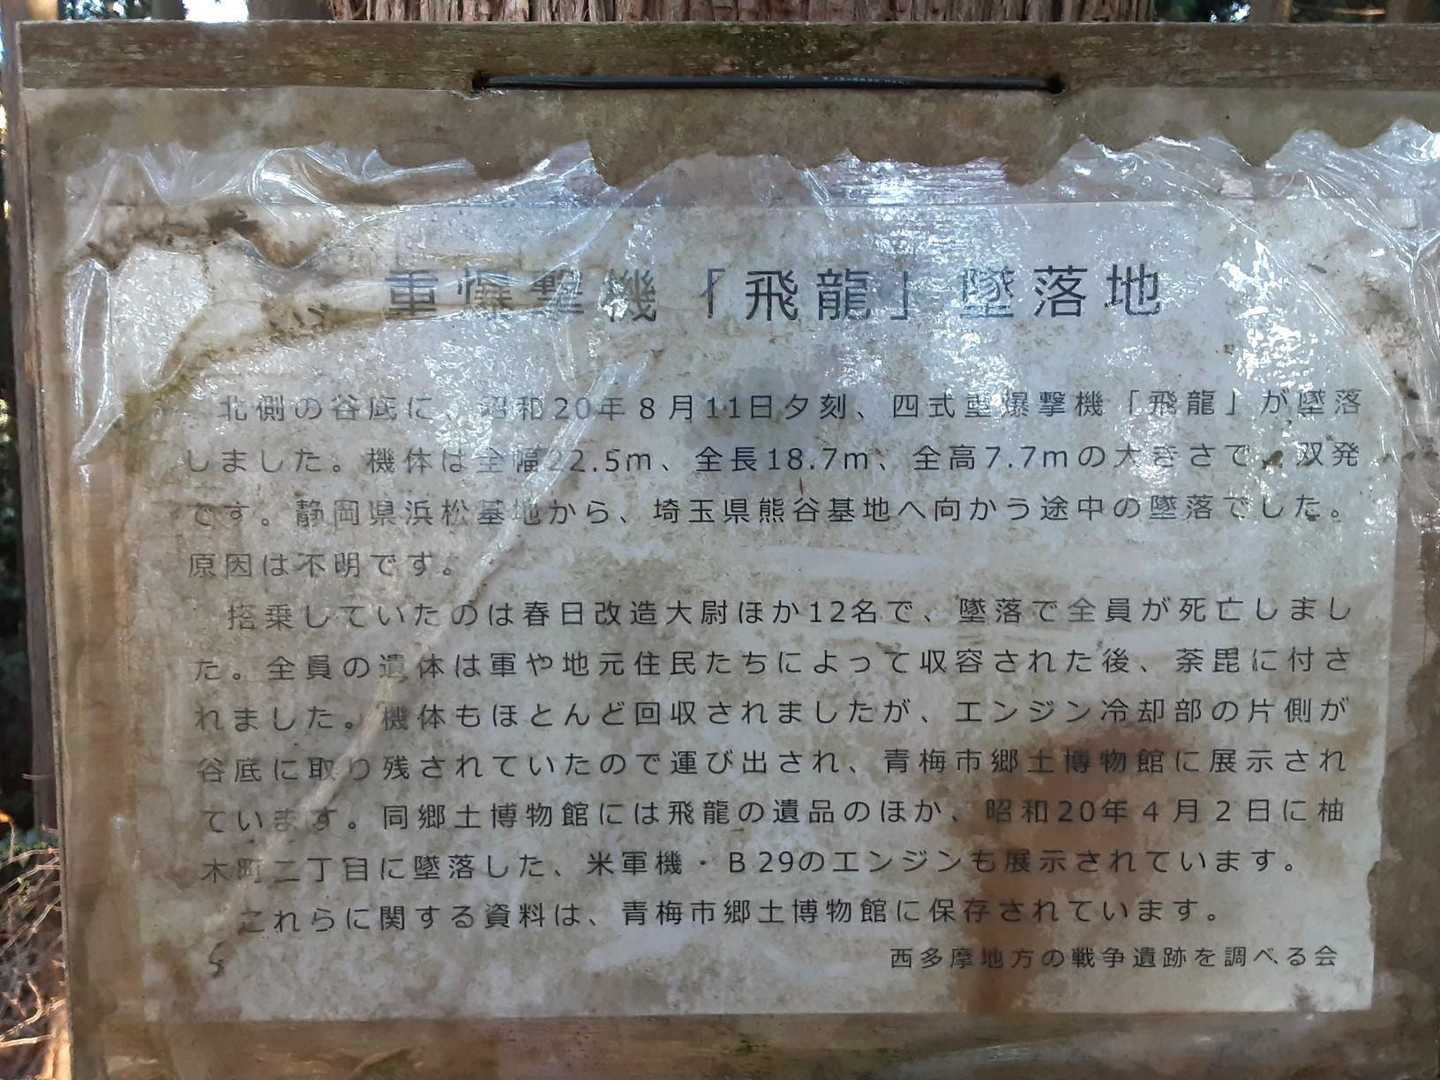 重爆撃機「飛龍」墜落地
北側の谷底に、昭和20年８月11日夕刻、四式重爆撃機「飛龍」が墜落
しました。機体は全幅22.5m、全長18.7m、全高7.7mの大きさで、双発
です。静岡県浜松基地から、埼玉県熊谷基地へ向かう途中の墜落でした。
原因は不明です。
搭乗していたのは春日改造大尉ほか12名で、墜落で全員が死亡しまし
た。全員の遺体は軍や地元住民たちによって収容された後、荼毘に付さ
れました。機体もほとんど回収されましたが、エンジン冷却部の片側が
谷底に取り残されていたので運び出され、青梅市郷土博物館に展示され
ています。同郷土博物館には飛龍の遺品のほか、昭和20年４月２日に柚
木町二丁目に墜落した、米軍機・Ｂ29のエンジンも展示されています。
これらに関する資料は、青梅市郷土博物館に保存されています。
西多摩地方の戦争遺跡を調べる会